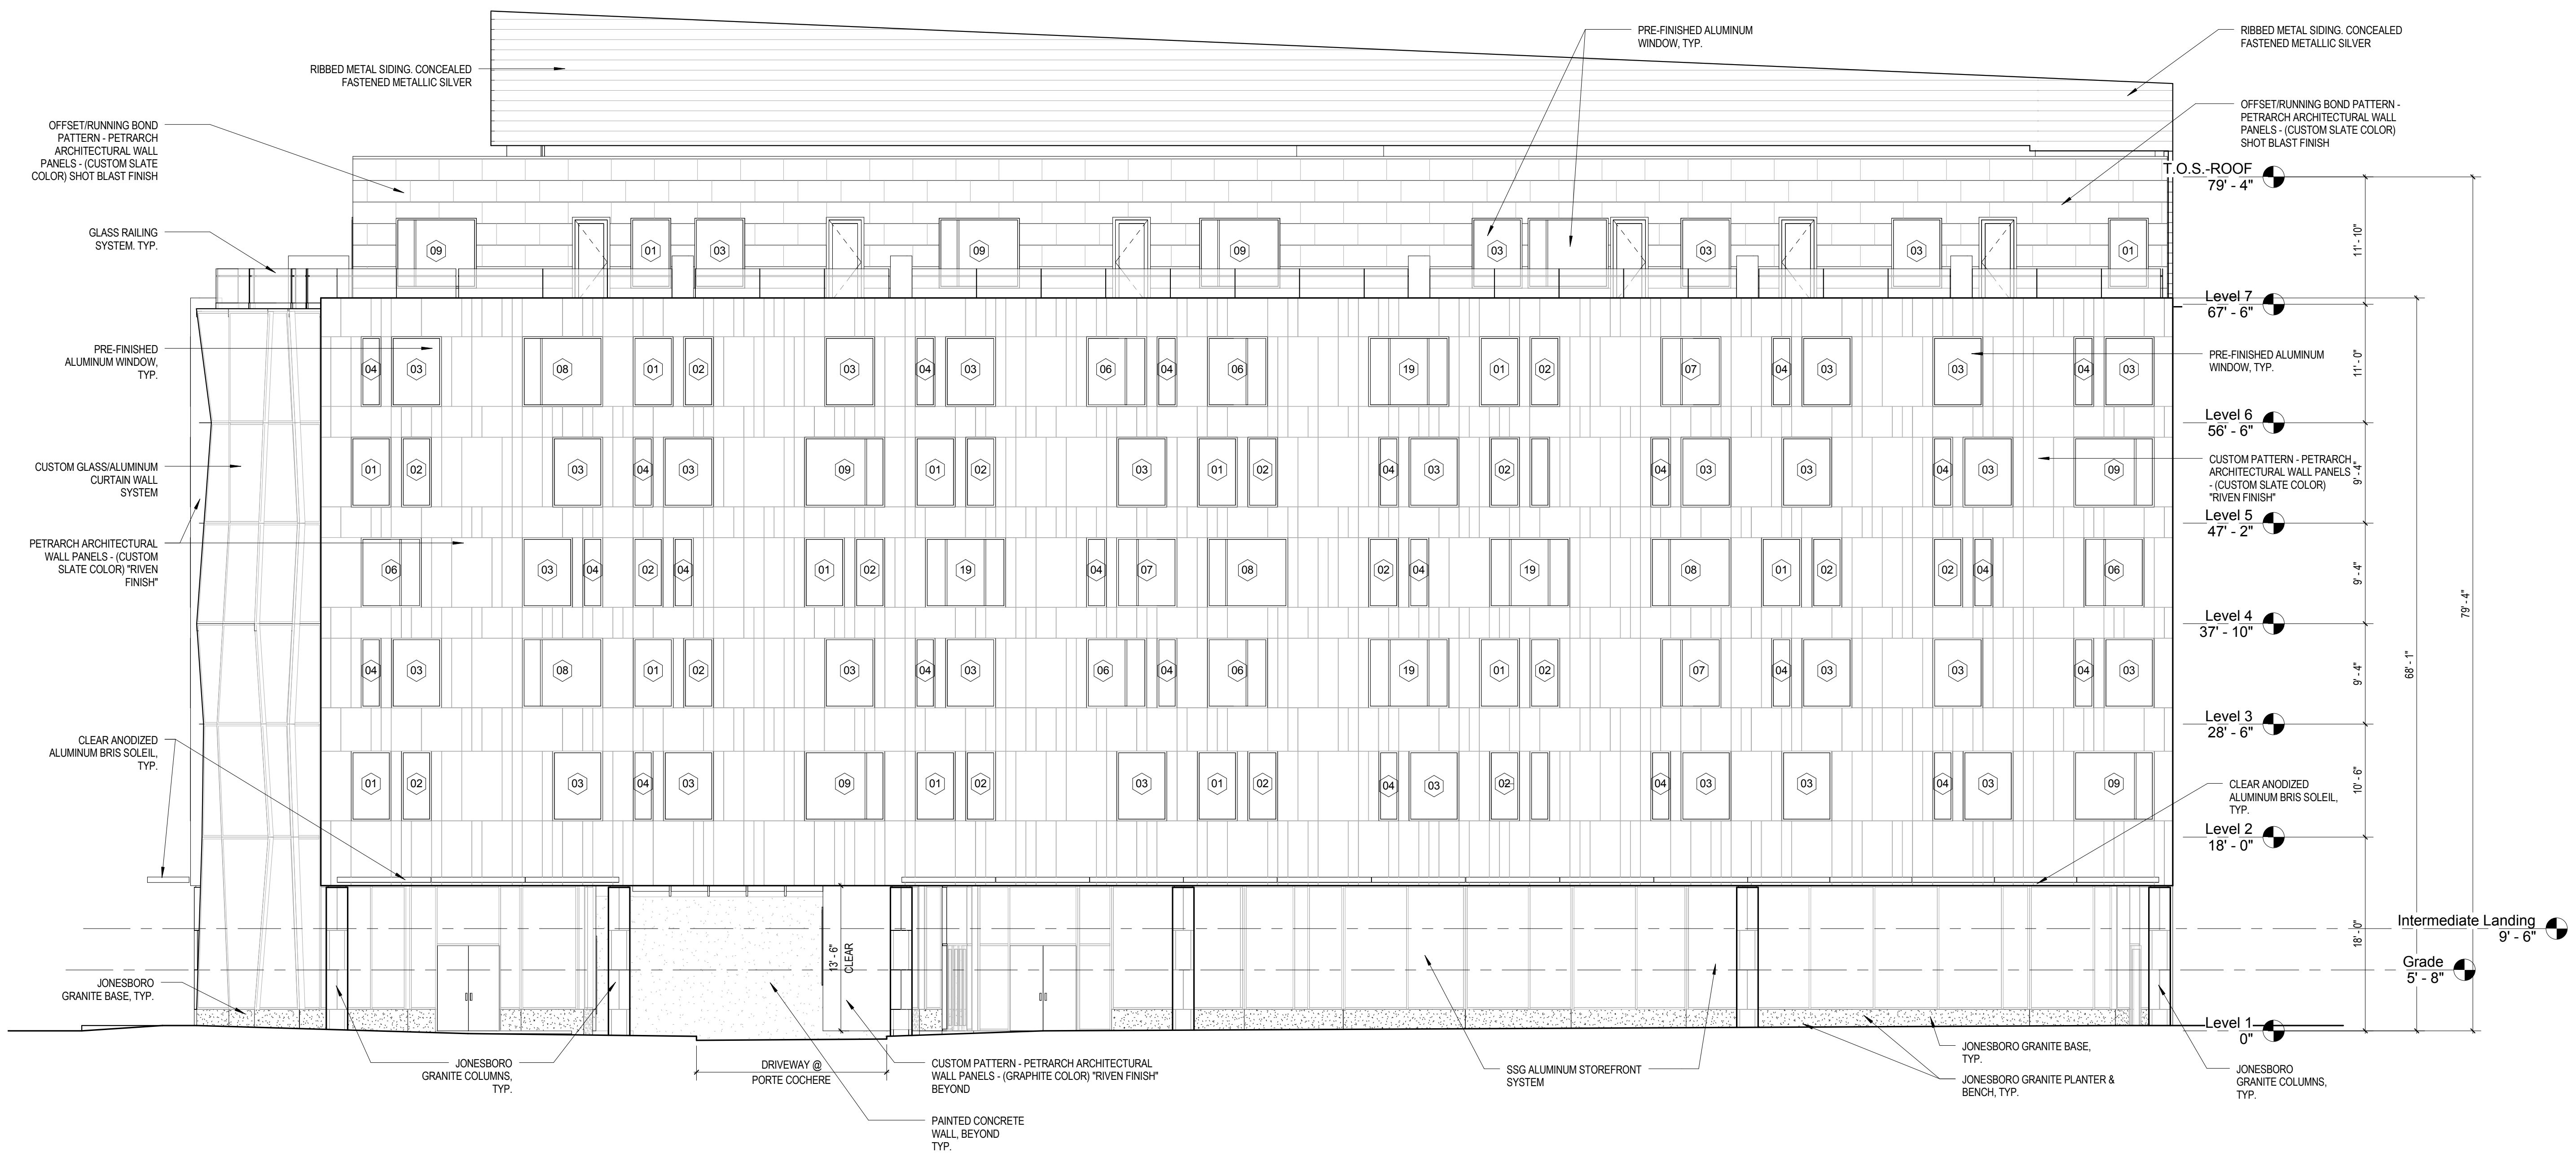 PRE-FINISHED ALUMINUM
WINDOW, TYP.
RIBBED METAL SIDING. CONCEALED
FASTENED METALLIC SILVER
RIBBED METAL SIDING. CONCEALED
FASTENED METALLIC SILVER
OFFSET/RUNNING BOND PATTERN -
PETRARCH ARCHITECTURAL WALL
PANELS - (CUSTOM SLATE COLOR)
SHOT BLAST FINISH
OFFSET/RUNNING BOND
PATTERN - PETRARCH
ARCHITECTURAL WALL
PANELS - (CUSTOM SLATE
COLOR) SHOT BLAST FINISH
T.O.S.-ROOF
79' - 4"
GLASS RAILING
SYSTEM. TYP.
09 01 03 09 09 03 03 03 01
11' - 10"
Level 7
67' - 6"
PRE-FINISHED
ALUMINUM WINDOW,
TYP.
04 03 08 01 02 03 04 03 06 04 06 19 01 02 07 04 03 03 04 03
PRE-FINISHED ALUMINUM
WINDOW, TYP.
11' - 0"
Level 6
56' - 6"
CUSTOM GLASS/ALUMINUM
CURTAIN WALL
SYSTEM
01 02 03 04 03 09 01 02 03 01 02 04 03 02 04 03 03 04 03 09
CUSTOM PATTERN - PETRARCH
ARCHITECTURAL WALL PANELS
- (CUSTOM SLATE COLOR)
"RIVEN FINISH"
9' - 4"
Level 5
47' - 2"
PETRARCH ARCHITECTURAL
WALL PANELS - (CUSTOM
SLATE COLOR) "RIVEN
FINISH"
06 03 04 02 04 01 02 19 04 07 08 02 04 19 08 01 02 02 04 06
9' - 4"
79' - 4"
Level 4
37' - 10"
04 03 08 01 02 03 04 03 06 04 06 19 01 02 07 04 03 03 04 03
9' - 4"
68' - 1"
Level 3
28' - 6"
CLEAR ANODIZED
ALUMINUM BRIS SOLEIL,
TYP.
01 02 03 04 03 09 01 02 03 01 02 04 03 02 04 03 03 04 03 09
CLEAR ANODIZED
ALUMINUM BRIS SOLEIL,
TYP.
10' - 6"
Level 2
18' - 0"
Intermediate Landing
9' - 6"
18' - 0"
13' - 6"
CLEAR
Grade
5' - 8"
JONESBORO
GRANITE BASE, TYP.
Level 1
0"
JONESBORO
GRANITE COLUMNS,
TYP.
DRIVEWAY @
PORTE COCHERE
CUSTOM PATTERN - PETRARCH ARCHITECTURAL
WALL PANELS - (GRAPHITE COLOR) "RIVEN FINISH"
BEYOND
PAINTED CONCRETE
WALL, BEYOND
TYP.
SSG ALUMINUM STOREFRONT
SYSTEM
JONESBORO GRANITE BASE,
TYP.
JONESBORO GRANITE PLANTER &
BENCH, TYP.
JONESBORO
GRANITE COLUMNS,
TYP.